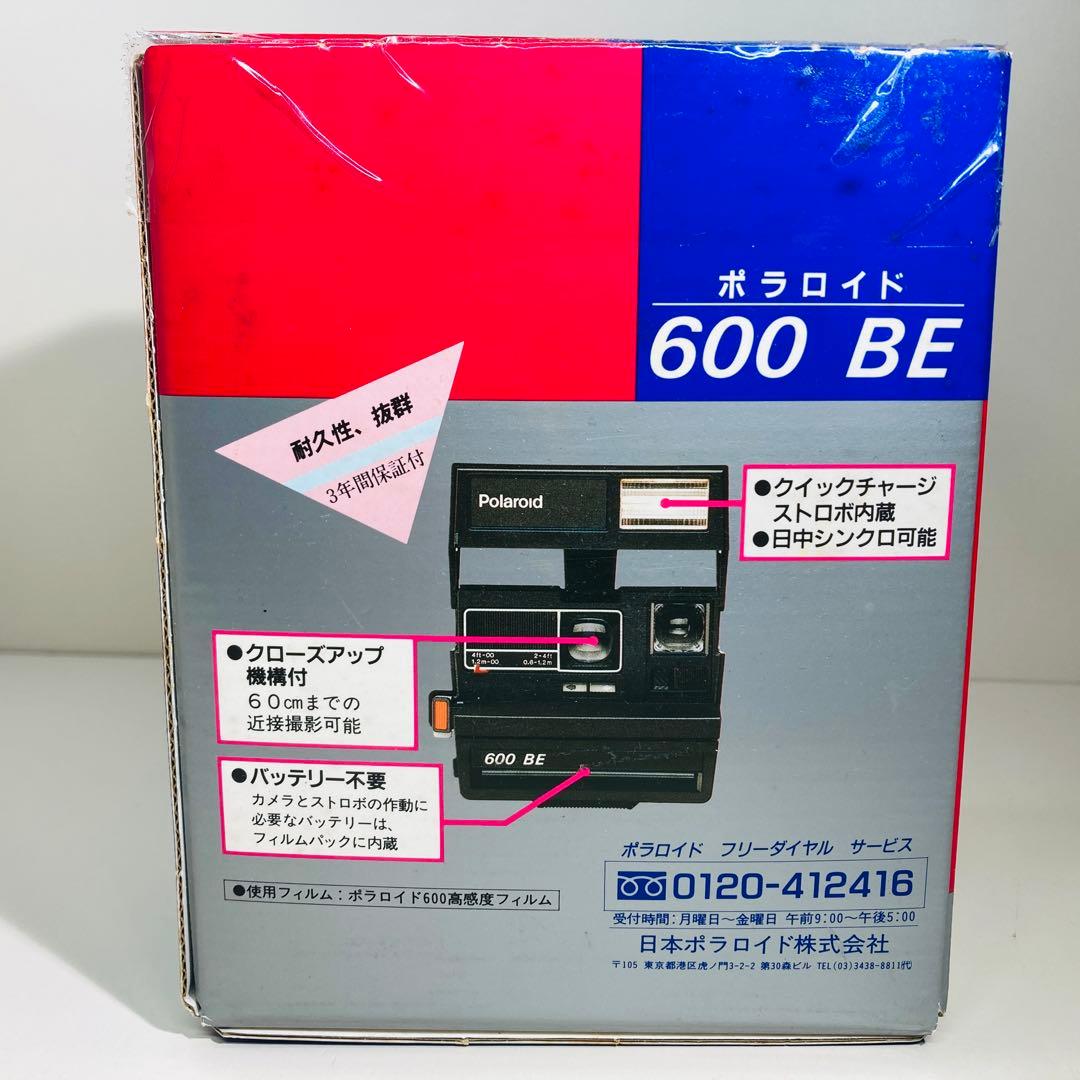 ポラロイド
600 BE
耐久性、抜群
3年間保証付
Polaroid
●クイックチャージ
ストロボ内蔵
●日中シンクロ可能
4ft-OO 2-4ft
1.2m-OO 0.6-1.2m
●クローズアップ
機構付
60cmまでの
近接撮影可能
600 BE
●バッテリー不要
カメラとストロボの作動に
必要なバッテリーは、
フィルムパックに内蔵
●使用フィルム：ポラロイド600高感度フィルム
ポラロイド フリーダイヤル サービス
0120-412416
受付時間：月曜日〜金曜日 午前9:00〜午後5:00
日本ポラロイド株式会社
〒105 東京都港区虎ノ門3-2-2 第30森ビル TEL(03)3438-8811㈹